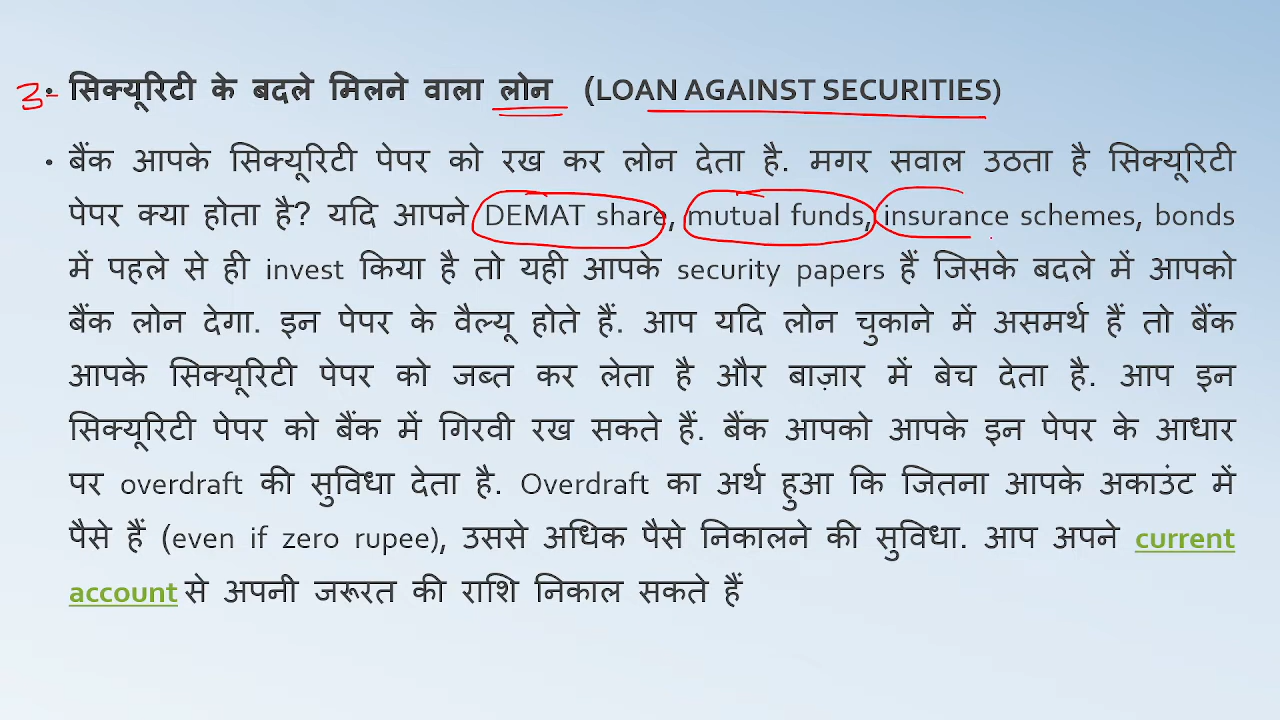 3- • सिक्यूरिटी के बदले मिलने वाला लोन (LOAN AGAINST SECURITIES)
• बैंक आपके सिक्यूरिटी पेपर को रख कर लोन देता है. मगर सवाल उठता है सिक्यूरिटी
पेपर क्या होता है? यदि आपने DEMAT share, mutual funds, insurance schemes, bonds
में पहले से ही invest किया है तो यही आपके security papers हैं जिसके बदले में आपको
बैंक लोन देगा. इन पेपर के वैल्यू होते हैं. आप यदि लोन चुकाने में असमर्थ हैं तो बैंक
आपके सिक्यूरिटी पेपर को जब्त कर लेता है और बाज़ार में बेच देता है. आप इन
सिक्यूरिटी पेपर को बैंक में गिरवी रख सकते हैं. बैंक आपको आपके इन पेपर के आधार
पर overdraft की सुविधा देता है. Overdraft का अर्थ हुआ कि जितना आपके अकाउंट में
पैसे हैं (even if zero rupee), उससे अधिक पैसे निकालने की सुविधा. आप अपने current
account से अपनी जरूरत की राशि निकाल सकते हैं